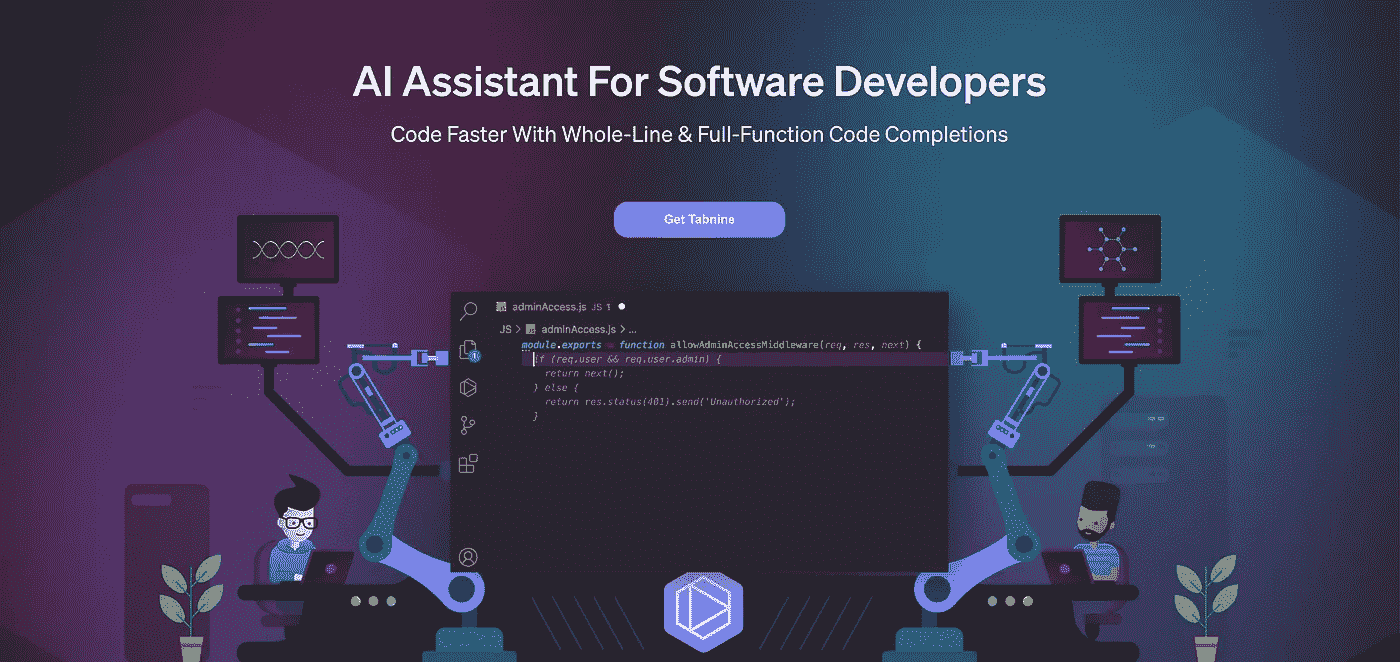 AI Assistant For Software Developers
Code Faster With Whole-Line & Full-Function Code Completions
Get Tabnine
adminAccess.js JS 1
JS > adminAccess.js > ...
module.exports = function allowAdminAccessMiddleware(req, res, next) {
if (req.user && req.user.admin) {
return next();
} else {
return res.status(401).send('Unauthorized');
}
1